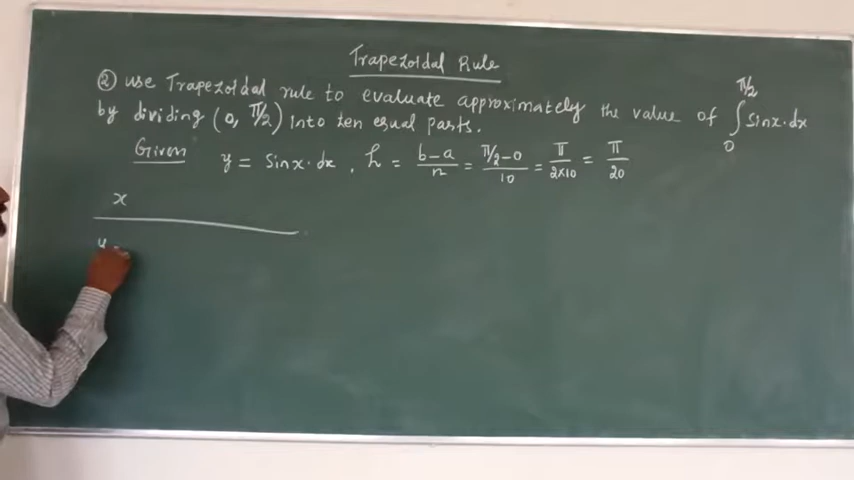 Trapezoidal Rule
② use Trapezoidal rule to evaluate approximately the value of ∫₀^(π/2) Sinx·dx
by dividing (0, π/2) into ten equal parts.
Given y = Sinx·dx , h = (b-a)/n = (π/2-0)/10 = π/(2×10) = π/20
x
y